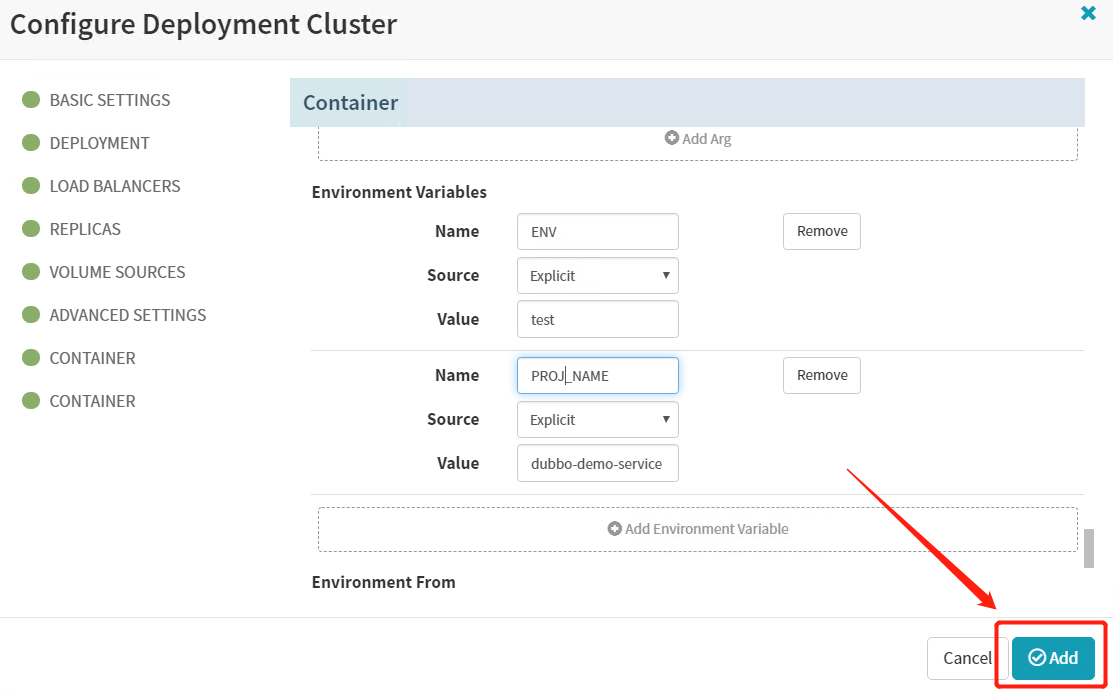 Configure Deployment Cluster
BASIC SETTINGS
DEPLOYMENT
LOAD BALANCERS
REPLICAS
VOLUME SOURCES
ADVANCED SETTINGS
CONTAINER
CONTAINER
Container
Add Arg
Environment Variables
Name ENV Remove
Source Explicit
Value test
Name PROJ_NAME Remove
Source Explicit
Value dubbo-demo-service
Add Environment Variable
Environment From
Cancel Add